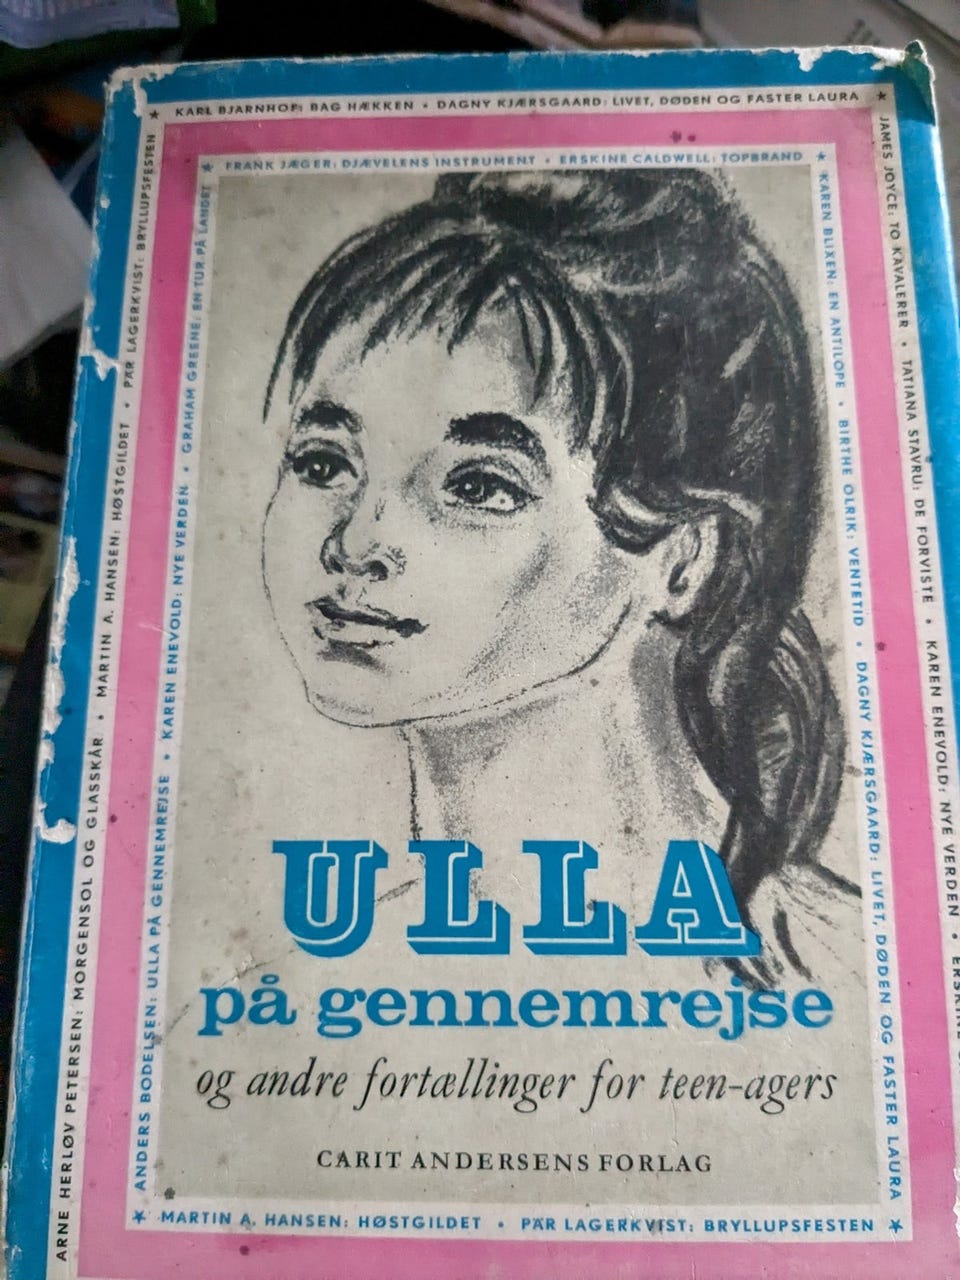 ★ KARL BJARNHOF: BAG HÆKKEN • DAGNY KJÆRSGAARD: LIVET, DØDEN OG FASTER LAURA ★
JAMES JOYCE: TO KAVALERER • TATIANA STAVRU: DE FORVISTE • KAREN ENEVOLD: NYE VERDEN • ERSKINE
ARNE HERLØV PETERSEN: MORGENSOL OG GLASSKÅR • MARTIN A. HANSEN: HØSTGILDET • PÄR LAGERKVIST: BRYLLUPSFESTEN
★ FRANK JÆGER: DJÆVELENS INSTRUMENT • ERSKINE CALDWELL: TOPBRAND ★
KAREN BLIXEN: EN ANTILOPE • BIRTHE OLRIK: VENTETID • DAGNY KJÆRSGAARD: LIVET, DØDEN OG FASTER LAURA
ANDERS BODELSEN: ULLA PÅ GENNEMREJSE • KAREN ENEVOLD: NYE VERDEN • GRAHAM GREENE: EN TUR PÅ LANDET
ULLA
på gennemrejse
og andre fortællinger for teen-agers
CARIT ANDERSENS FORLAG
★ MARTIN A. HANSEN: HØSTGILDET • PÄR LAGERKVIST: BRYLLUPSFESTEN ★